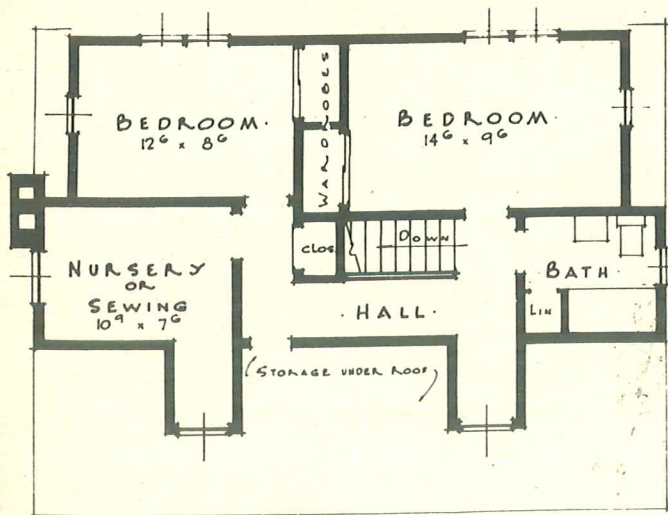 BEDROOM.
12⁶ x 8⁶
WARDROBES
BEDROOM.
14⁶ x 9⁶
CLOS.
DOWN
NURSERY
OR
SEWING
10⁹ x 7⁶
BATH.
LIN
. HALL .
(STORAGE UNDER ROOF)